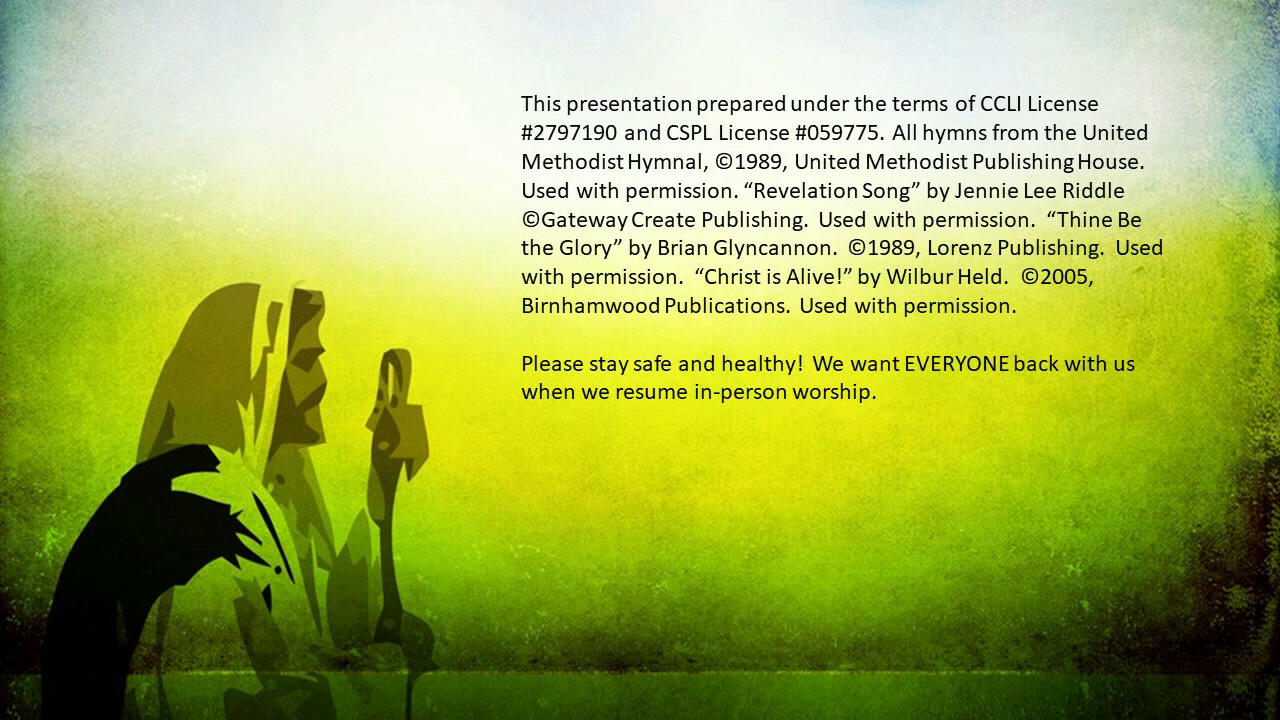 This presentation prepared under the terms of CCLI License
#2797190 and CSPL License #059775. All hymns from the United
Methodist Hymnal, ©1989, United Methodist Publishing House.
Used with permission. “Revelation Song” by Jennie Lee Riddle
©Gateway Create Publishing. Used with permission. “Thine Be
the Glory” by Brian Glyncannon. ©1989, Lorenz Publishing. Used
with permission. “Christ is Alive!” by Wilbur Held. ©2005,
Birnhamwood Publications. Used with permission.
Please stay safe and healthy! We want EVERYONE back with us
when we resume in-person worship.